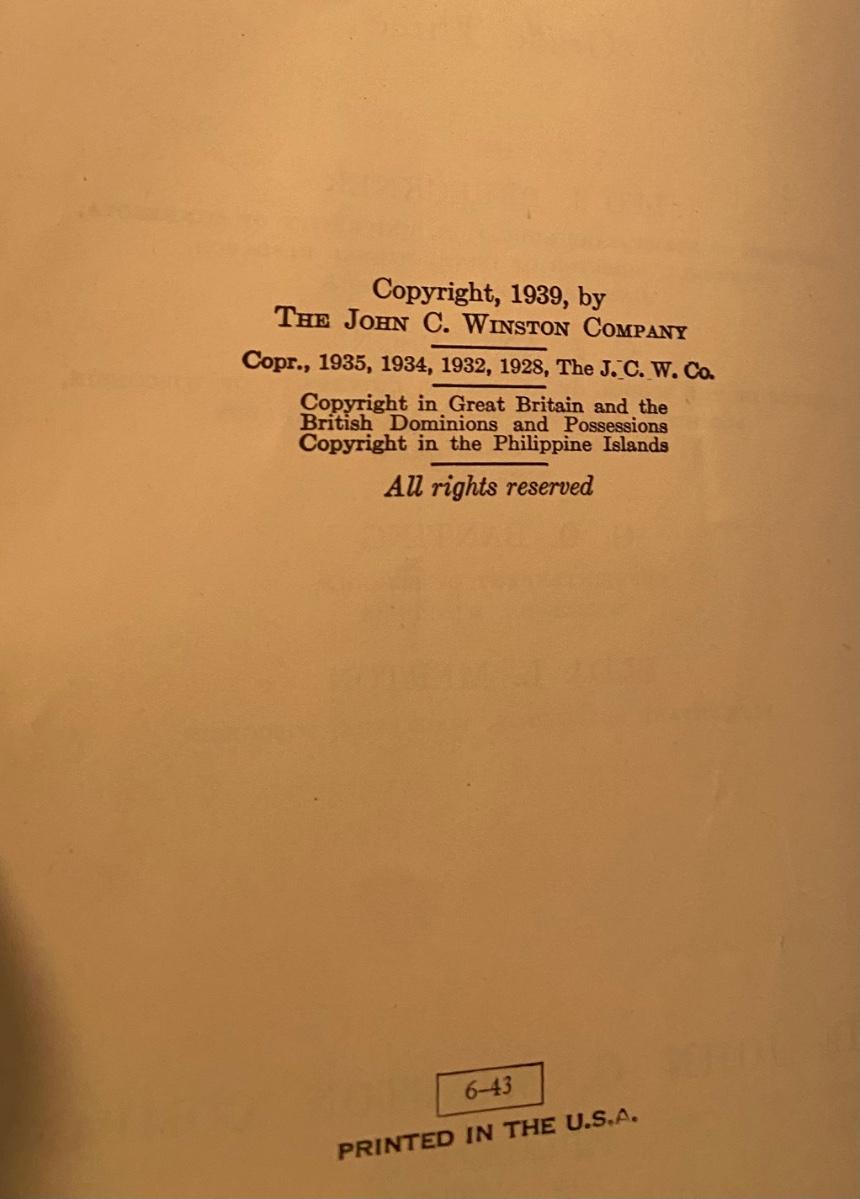 Copyright, 1939, by
THE JOHN C. WINSTON COMPANY
Copr., 1935, 1934, 1932, 1928, The J. C. W. Co.
Copyright in Great Britain and the
British Dominions and Possessions
Copyright in the Philippine Islands
All rights reserved
6-43
PRINTED IN THE U.S.A.